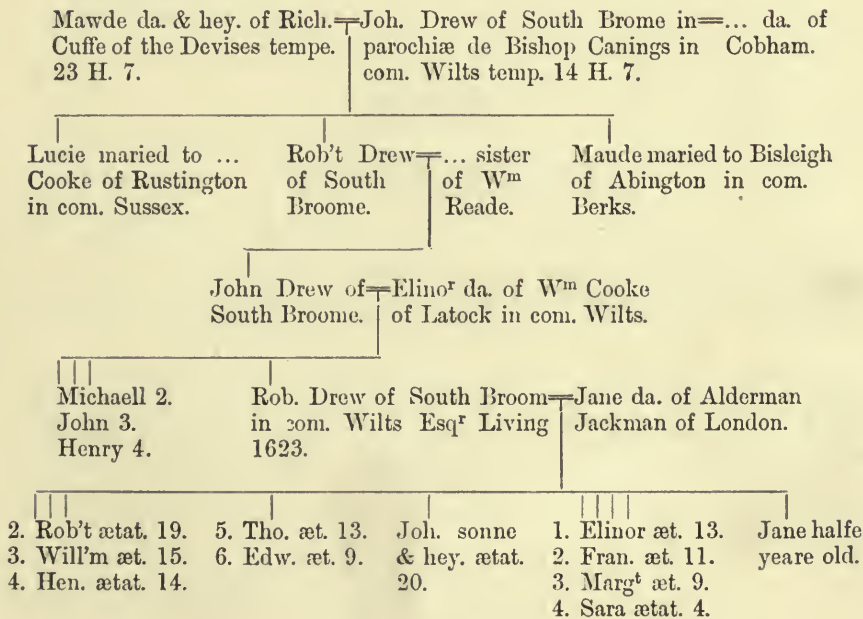 Mawde da. & hey. of Rich.
Cuffe of the Devises tempe.
23 H. 7.
Joh. Drew of South Brome in
parochiæ de Bishop Canings in
com. Wilts temp. 14 H. 7.
... da. of
Cobham.
Lucie maried to ...
Cooke of Rustington
in com. Sussex.
Rob't Drew
of South
Broome.
... sister
of Wᵐ
Reade.
Maude maried to Bisleigh
of Abington in com.
Berks.
John Drew of
South Broome.
Elinoʳ da. of Wᵐ Cooke
of Latock in com. Wilts.
Michaell 2.
John 3.
Henry 4.
Rob. Drew of South Broom
in com. Wilts Esqʳ Living
1623.
Jane da. of Alderman
Jackman of London.
2. Rob't ætat. 19.
3. Will'm æt. 15.
4. Hen. ætat. 14.
5. Tho. æt. 13.
6. Edw. æt. 9.
Joh. sonne
& hey. ætat.
20.
1. Elinor æt. 13.
2. Fran. æt. 11.
3. Margᵗ æt. 9.
4. Sara ætat. 4.
Jane halfe
yeare old.